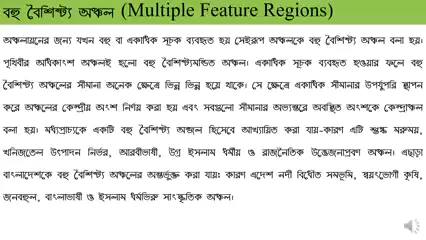 বহু বৈশিষ্ট্য অঞ্চল (Multiple Feature Regions)
অঞ্চলায়নের জন্য যখন বহু বা একাধিক সূচক ব্যবহৃত হয় সেইরূপ অঞ্চলকে বহু বৈশিষ্ট্য অঞ্চল বলা হয়।
পৃথিবীর অধিকাংশ অঞ্চলই হলো বহু বৈশিষ্ট্যমন্ডিত অঞ্চল। একাধিক সূচক ব্যবহৃত হওয়ার ফলে বহু
বৈশিষ্ট্য অঞ্চলের সীমানা অনেক ক্ষেত্রে ভিন্ন ভিন্ন হয়ে থাকে। সে ক্ষেত্রে একাধিক সীমানার উপর্যুপরি স্থাপন
করে অঞ্চলের কেন্দ্রীয় অংশ নির্ণয় করা হয় এবং সবগুলো সীমানার অভ্যন্তরে অবস্থিত অংশকে কেন্দ্রাঞ্চল
বলা হয়। মধ্যপ্রাচ্যকে একটি বহু বৈশিষ্ট্য অঞ্চল হিসেবে আখ্যায়িত করা যায়-কারণ এটি শুষ্ক মরুময়,
খনিজতেল উৎপাদন নির্ভর, আরবীভাষী, উগ্র ইসলাম ধর্মীয় ও রাজনৈতিক উত্তেজনাপ্রবণ অঞ্চল। এছাড়া
বাংলাদেশকে বহু বৈশিষ্ট্য অঞ্চলের অন্তর্ভুক্ত করা যায়ঃ কারণ এদেশ নদী বিধৌত সমভূমি, স্বয়ংভোগী কৃষি,
জনবহুল, বাংলাভাষী ও ইসলাম ধর্মভিরু সাংস্কৃতিক অঞ্চল।